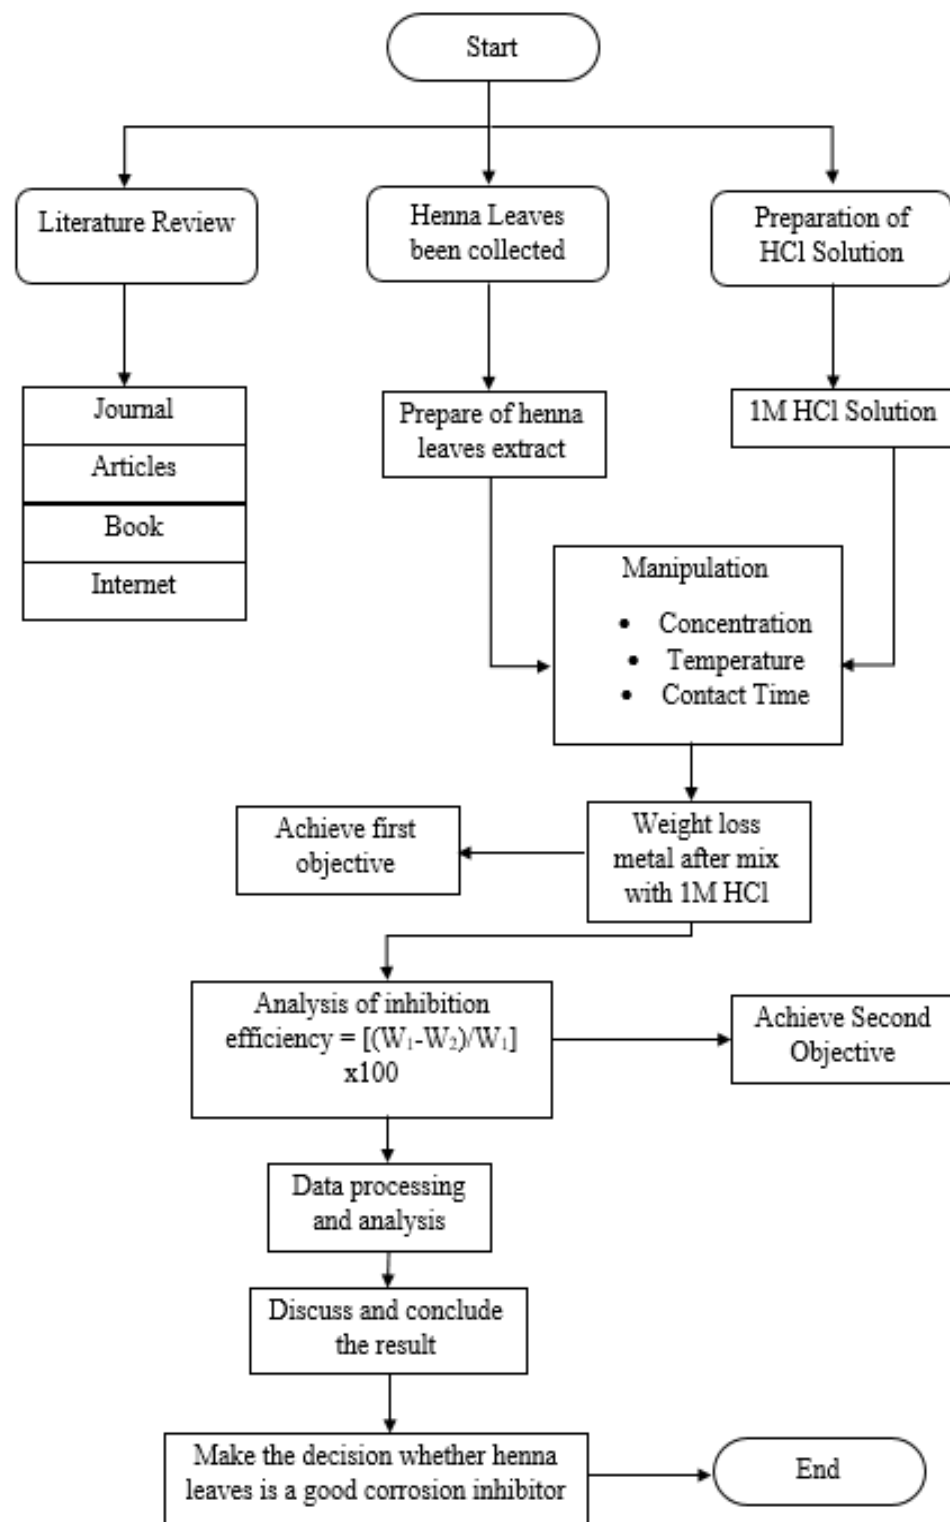 Start
Literature Review
Henna Leaves
been collected
Preparation of
HCl Solution
Journal
Articles
Book
Internet
Prepare of henna
leaves extract
1M HCl Solution
Manipulation
• Concentration
• Temperature
• Contact Time
Achieve first
objective
Weight loss
metal after mix
with 1M HCl
Analysis of inhibition
efficiency = [(W₁-W₂)/W₁]
x100
Achieve Second
Objective
Data processing
and analysis
Discuss and conclude
the result
Make the decision whether henna
leaves is a good corrosion inhibitor
End